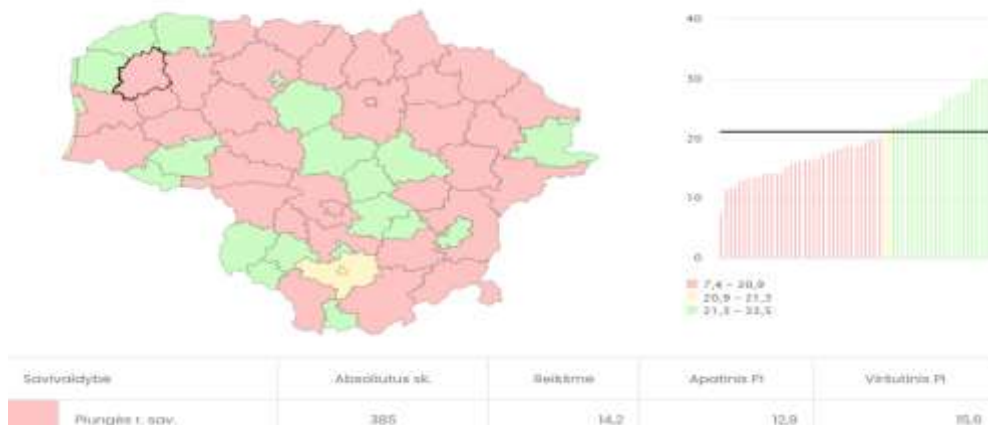 40
30
20
10
0
7,4 – 20,9
20,9 – 21,3
21,3 – 33,5
Savivaldybė Absoliutus sk. Reikšmė Apatinis PI Viršutinis PI
Plungės r. sav. 385 14,2 12,9 15,6